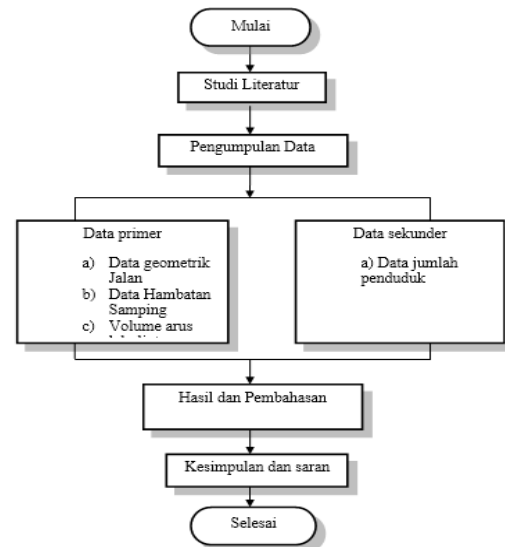 Mulai
Studi Literatur
Pengumpulan Data
Data primer
a) Data geometrik
Jalan
b) Data Hambatan
Samping
c) Volume arus
Data sekunder
a) Data jumlah
penduduk
Hasil dan Pembahasan
Kesimpulan dan saran
Selesai